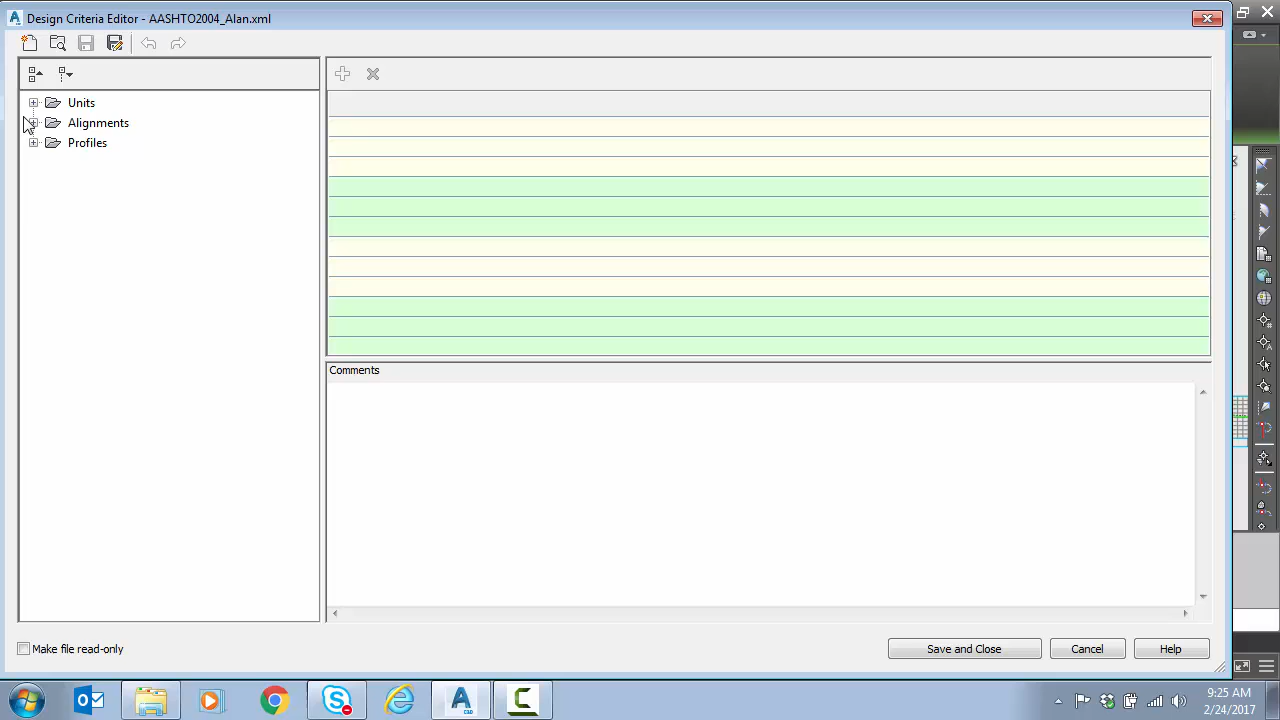 Design Criteria Editor - AASHTO2004_Alan.xml
Units
Alignments
Profiles
Comments
Make file read-only
Save and Close
Cancel
Help
9:25 AM
2/24/2017